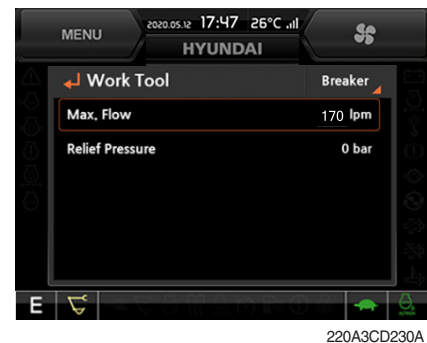 MENU
2020.05.12 17:47 26°C
HYUNDAI
Work Tool
Breaker
Max. Flow
170 lpm
Relief Pressure
0 bar
E
220A3CD230A